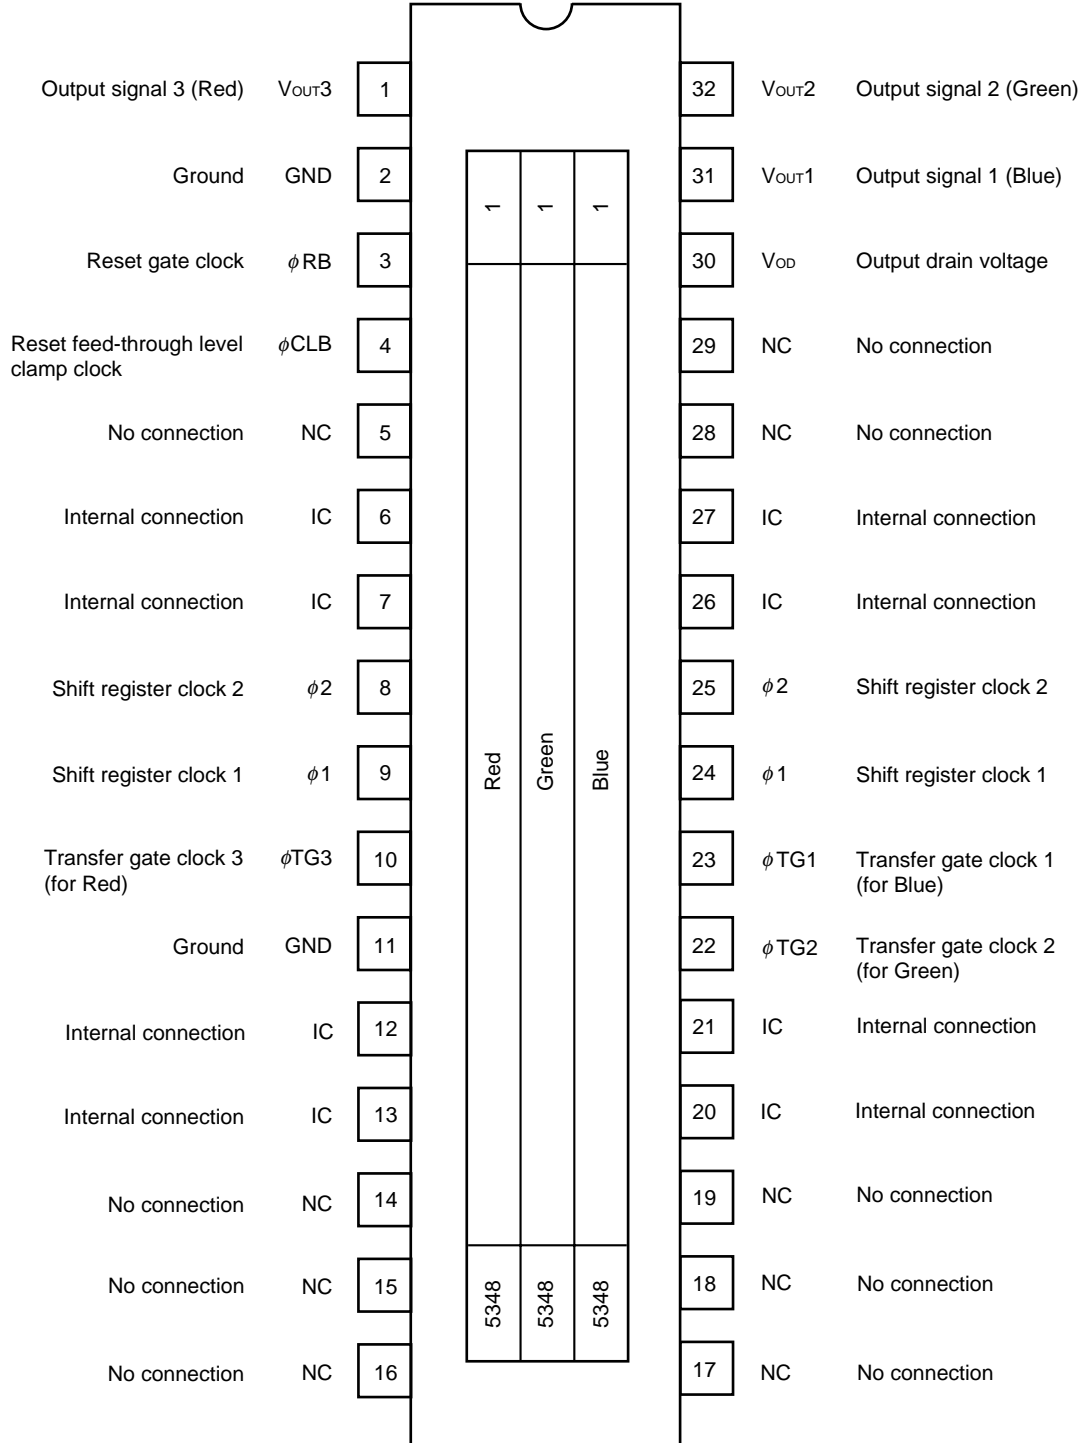 Output signal 3 (Red) VOUT3 1 32 VOUT2 Output signal 2 (Green)
Ground GND 2 31 VOUT1 Output signal 1 (Blue)
1 1 1
Reset gate clock ϕRB 3 30 VOD Output drain voltage
Reset feed-through level ϕCLB 4 29 NC No connection
clamp clock
No connection NC 5 28 NC No connection
Internal connection IC 6 27 IC Internal connection
Internal connection IC 7 26 IC Internal connection
Shift register clock 2 ϕ2 8 25 ϕ2 Shift register clock 2
Shift register clock 1 ϕ1 9 Red Green Blue 24 ϕ1 Shift register clock 1
Transfer gate clock 3 ϕTG3 10 23 ϕTG1 Transfer gate clock 1
(for Red) (for Blue)
Ground GND 11 22 ϕTG2 Transfer gate clock 2
(for Green)
Internal connection IC 12 21 IC Internal connection
Internal connection IC 13 20 IC Internal connection
No connection NC 14 19 NC No connection
No connection NC 15 5348 5348 5348 18 NC No connection
No connection NC 16 17 NC No connection